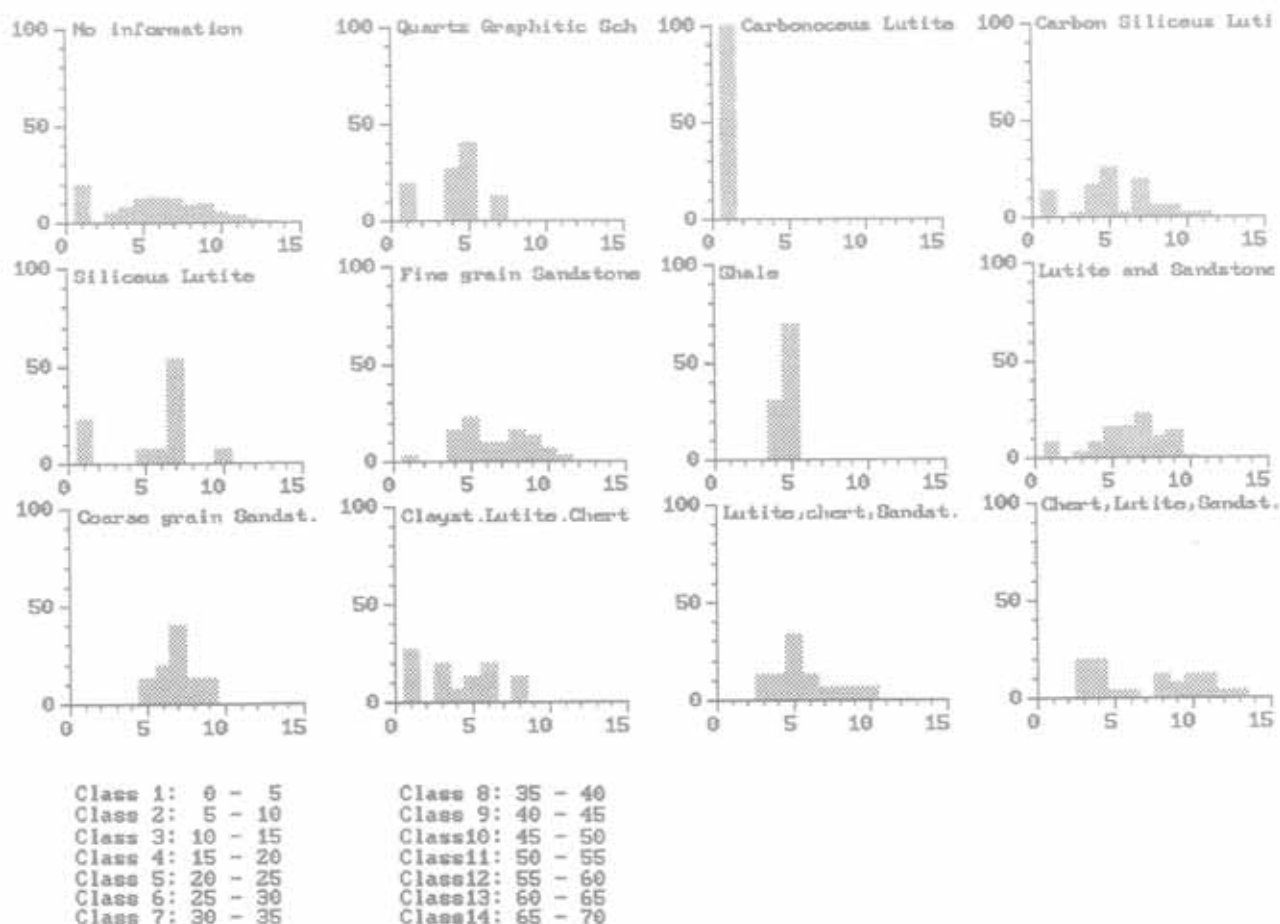 100 No information
50
0
0 5 10 15
100 Quartz Graphitic Sch
50
0
0 5 10 15
100 Carbonoceus Lutite
50
0
0 5 10 15
100 Carbon Siliceus Luti
50
0
0 5 10 15
100 Siliceus Lutite
50
0
0 5 10 15
100 Fine grain Sandstone
50
0
0 5 10 15
100 Shale
50
0
0 5 10 15
100 Lutite and Sandstone
50
0
0 5 10 15
100 Coarse grain Sandst.
50
0
0 5 10 15
100 Clayst.Lutite.Chert
50
0
0 5 10 15
100 Lutite,chert,Sandst.
50
0
0 5 10 15
100 Chert,Lutite,Sandst.
50
0
0 5 10 15
Class 1: 0 - 5
Class 2: 5 - 10
Class 3: 10 - 15
Class 4: 15 - 20
Class 5: 20 - 25
Class 6: 25 - 30
Class 7: 30 - 35
Class 8: 35 - 40
Class 9: 40 - 45
Class10: 45 - 50
Class11: 50 - 55
Class12: 55 - 60
Class13: 60 - 65
Class14: 65 - 70